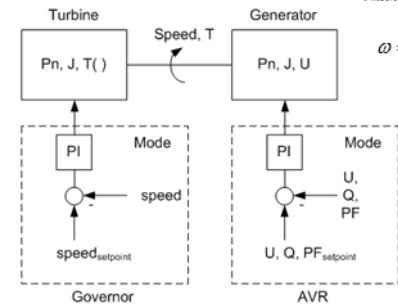 Turbine
Generator
Speed, T
Pn, J, T( )
Pn, J, U
ω =
PI
Mode
PI
Mode
speed
U,
Q,
PF
-
-
speedsetpoint
U, Q, PFsetpoint
Governor
AVR